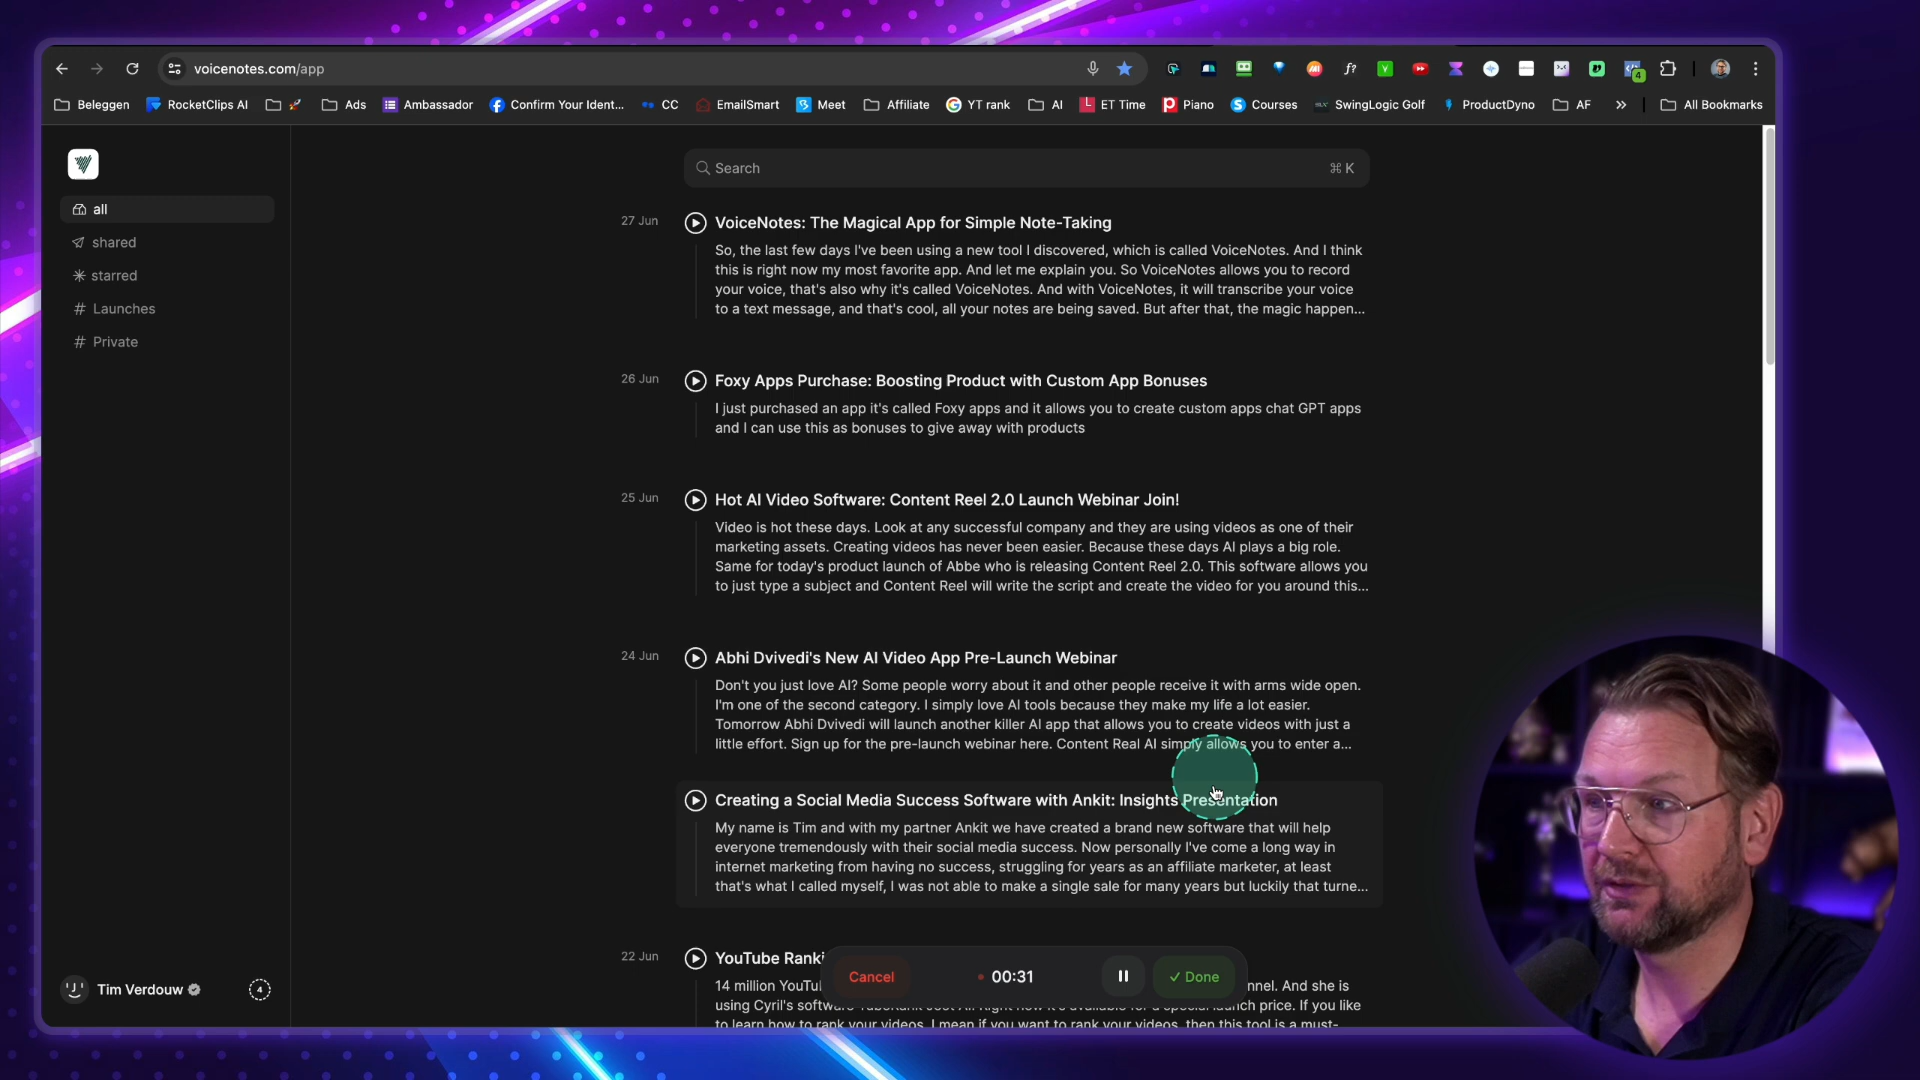 voicenotes.com/app
Beleggen
RocketClips AI
Ads
Ambassador
Confirm Your Ident...
CC
EmailSmart
Meet
Affiliate
YT rank
AI
ET Time
Piano
Courses
SwingLogic Golf
ProductDyno
AF
»
All Bookmarks
all
shared
starred
# Launches
# Private
Search
⌘ K
27 Jun
VoiceNotes: The Magical App for Simple Note-Taking
So, the last few days I've been using a new tool I discovered, which is called VoiceNotes. And I think
this is right now my most favorite app. And let me explain you. So VoiceNotes allows you to record
your voice, that's also why it's called VoiceNotes. And with VoiceNotes, it will transcribe your voice
to a text message, and that's cool, all your notes are being saved. But after that, the magic happen...
26 Jun
Foxy Apps Purchase: Boosting Product with Custom App Bonuses
I just purchased an app it's called Foxy apps and it allows you to create custom apps chat GPT apps
and I can use this as bonuses to give away with products
25 Jun
Hot AI Video Software: Content Reel 2.0 Launch Webinar Join!
Video is hot these days. Look at any successful company and they are using videos as one of their
marketing assets. Creating videos has never been easier. Because these days AI plays a big role.
Same for today's product launch of Abbe who is releasing Content Reel 2.0. This software allows you
to just type a subject and Content Reel will write the script and create the video for you around this...
24 Jun
Abhi Dvivedi's New AI Video App Pre-Launch Webinar
Don't you just love AI? Some people worry about it and other people receive it with arms wide open.
I'm one of the second category. I simply love AI tools because they make my life a lot easier.
Tomorrow Abhi Dvivedi will launch another killer AI app that allows you to create videos with just a
little effort. Sign up for the pre-launch webinar here. Content Real AI simply allows you to enter a...
Creating a Social Media Success Software with Ankit: Insights Presentation
My name is Tim and with my partner Ankit we have created a brand new software that will help
everyone tremendously with their social media success. Now personally I've come a long way in
internet marketing from having no success, struggling for years as an affiliate marketer, at least
that's what I called myself, I was not able to make a single sale for many years but luckily that turne...
22 Jun
YouTube Ranki
14 million YouTu
nnel. And she is
using Cyril's softw
nch price. If you like
to learn how to rank your videos, I mean if you want to rank your videos, then this tool is a must-
Cancel
00:31
Done
Tim Verdouw
4